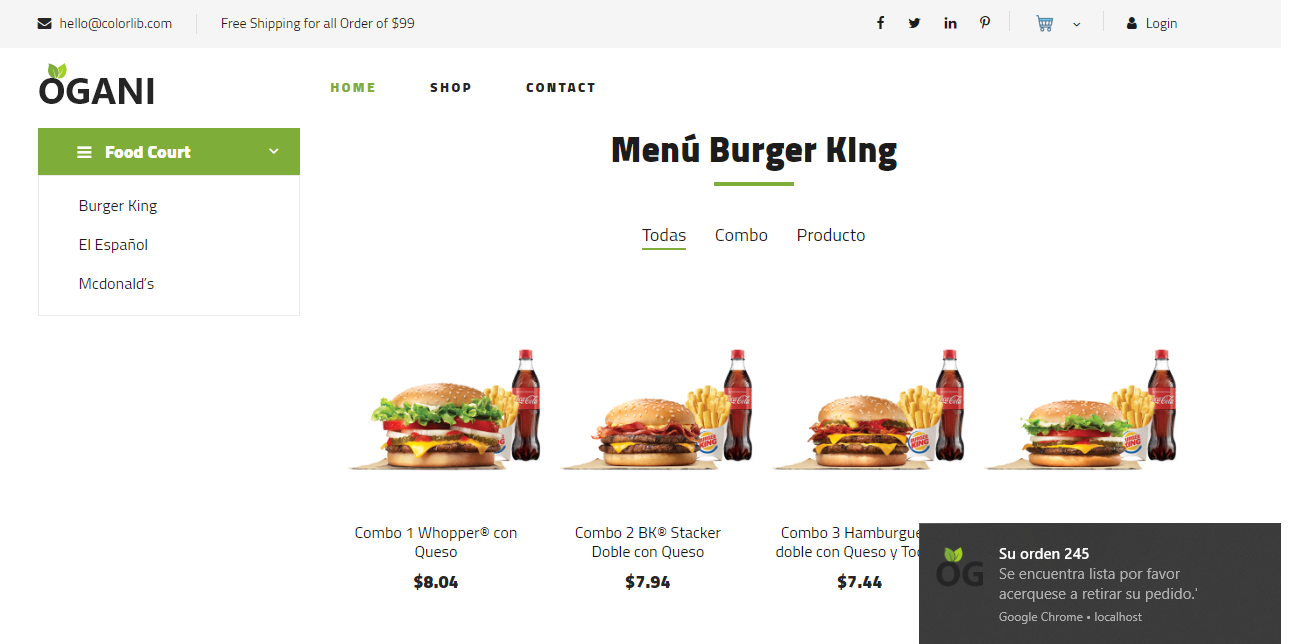 hello@colorlib.com
Free Shipping for all Order of $99
Login
OGANI
HOME
SHOP
CONTACT
Food Court
Burger King
El Español
Mcdonald's
Menú Burger KIng
Todas
Combo
Producto
Combo 1 Whopper® con
Queso
$8.04
Combo 2 BK® Stacker
Doble con Queso
$7.94
Combo 3 Hamburgue
doble con Queso y Toc
$7.44
OG
Su orden 245
Se encuentra lista por favor
acerquese a retirar su pedido.'
Google Chrome • localhost